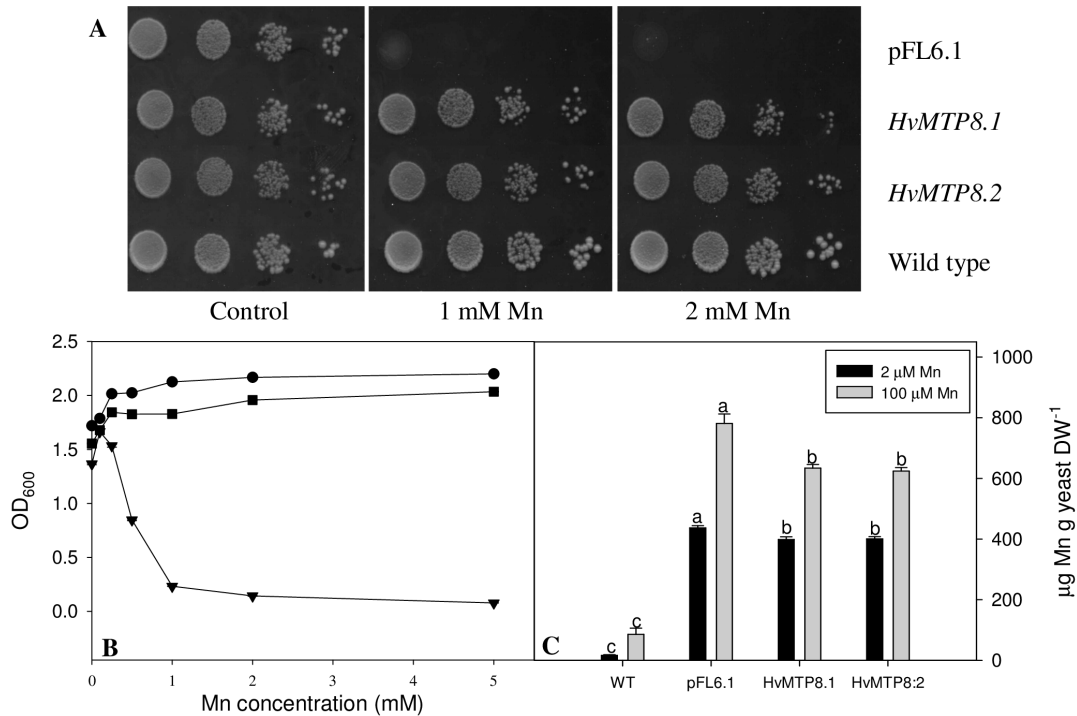 A
pFL6.1
HvMTP8.1
HvMTP8.2
Wild type
Control
1 mM Mn
2 mM Mn
2.5
2.0
1.5
1.0
0.5
0.0
OD600
B
0
1
2
3
4
5
Mn concentration (mM)
1000
800
600
400
200
0
µg Mn g yeast DW-1
2 µM Mn
100 µM Mn
a
a
b
b
b
b
c
c
C
WT
pFL6.1
HvMTP8.1
HvMTP8:2